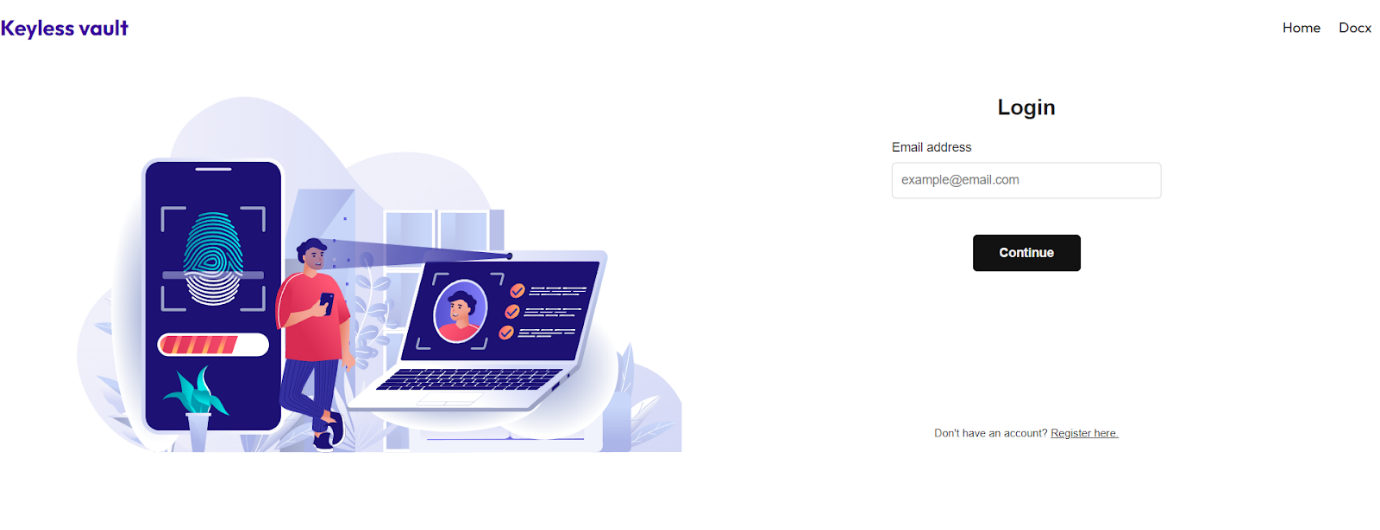 Keyless vault
Home Docx
Login
Email address
example@email.com
Continue
Don't have an account? Register here.